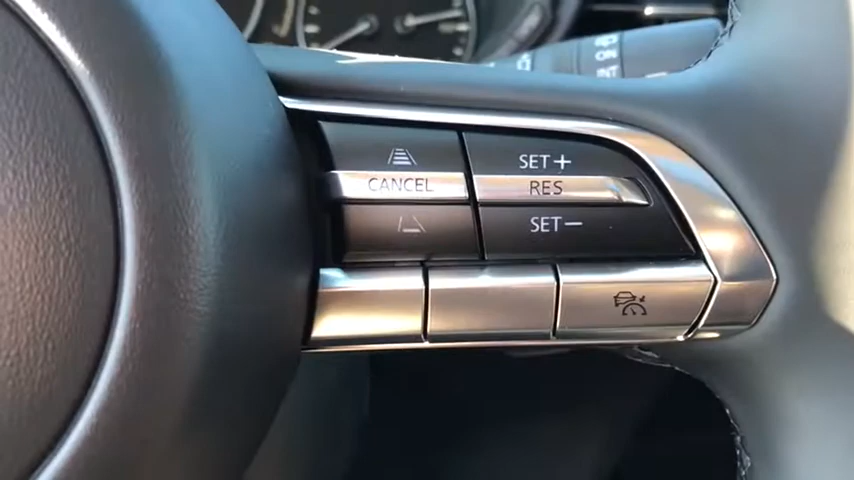 ON
INT
SET+
CANCEL
RES
SET−